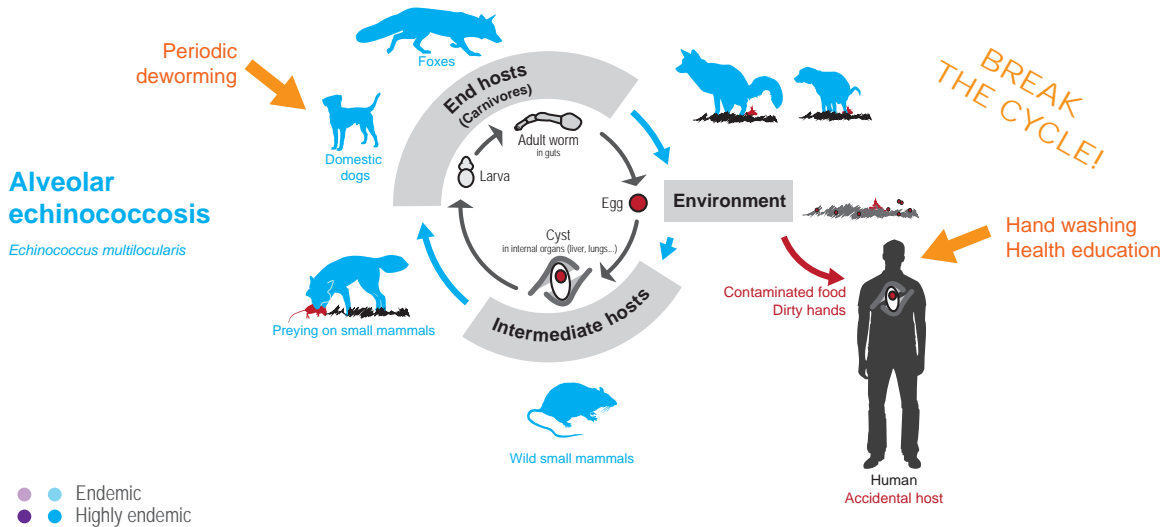 Periodic
deworming
Foxes
End hosts
(Carnivores)
BREAK
THE CYCLE!
Adult worm
in guts
Domestic
dogs
Larva
Alveolar
echinococcosis
Echinococcus multilocularis
Egg
Environment
Cyst
in internal organs (liver, lungs...)
Hand washing
Health education
Contaminated food
Dirty hands
Preying on small mammals
Intermediate hosts
Wild small mammals
Human
Accidental host
Endemic
Highly endemic